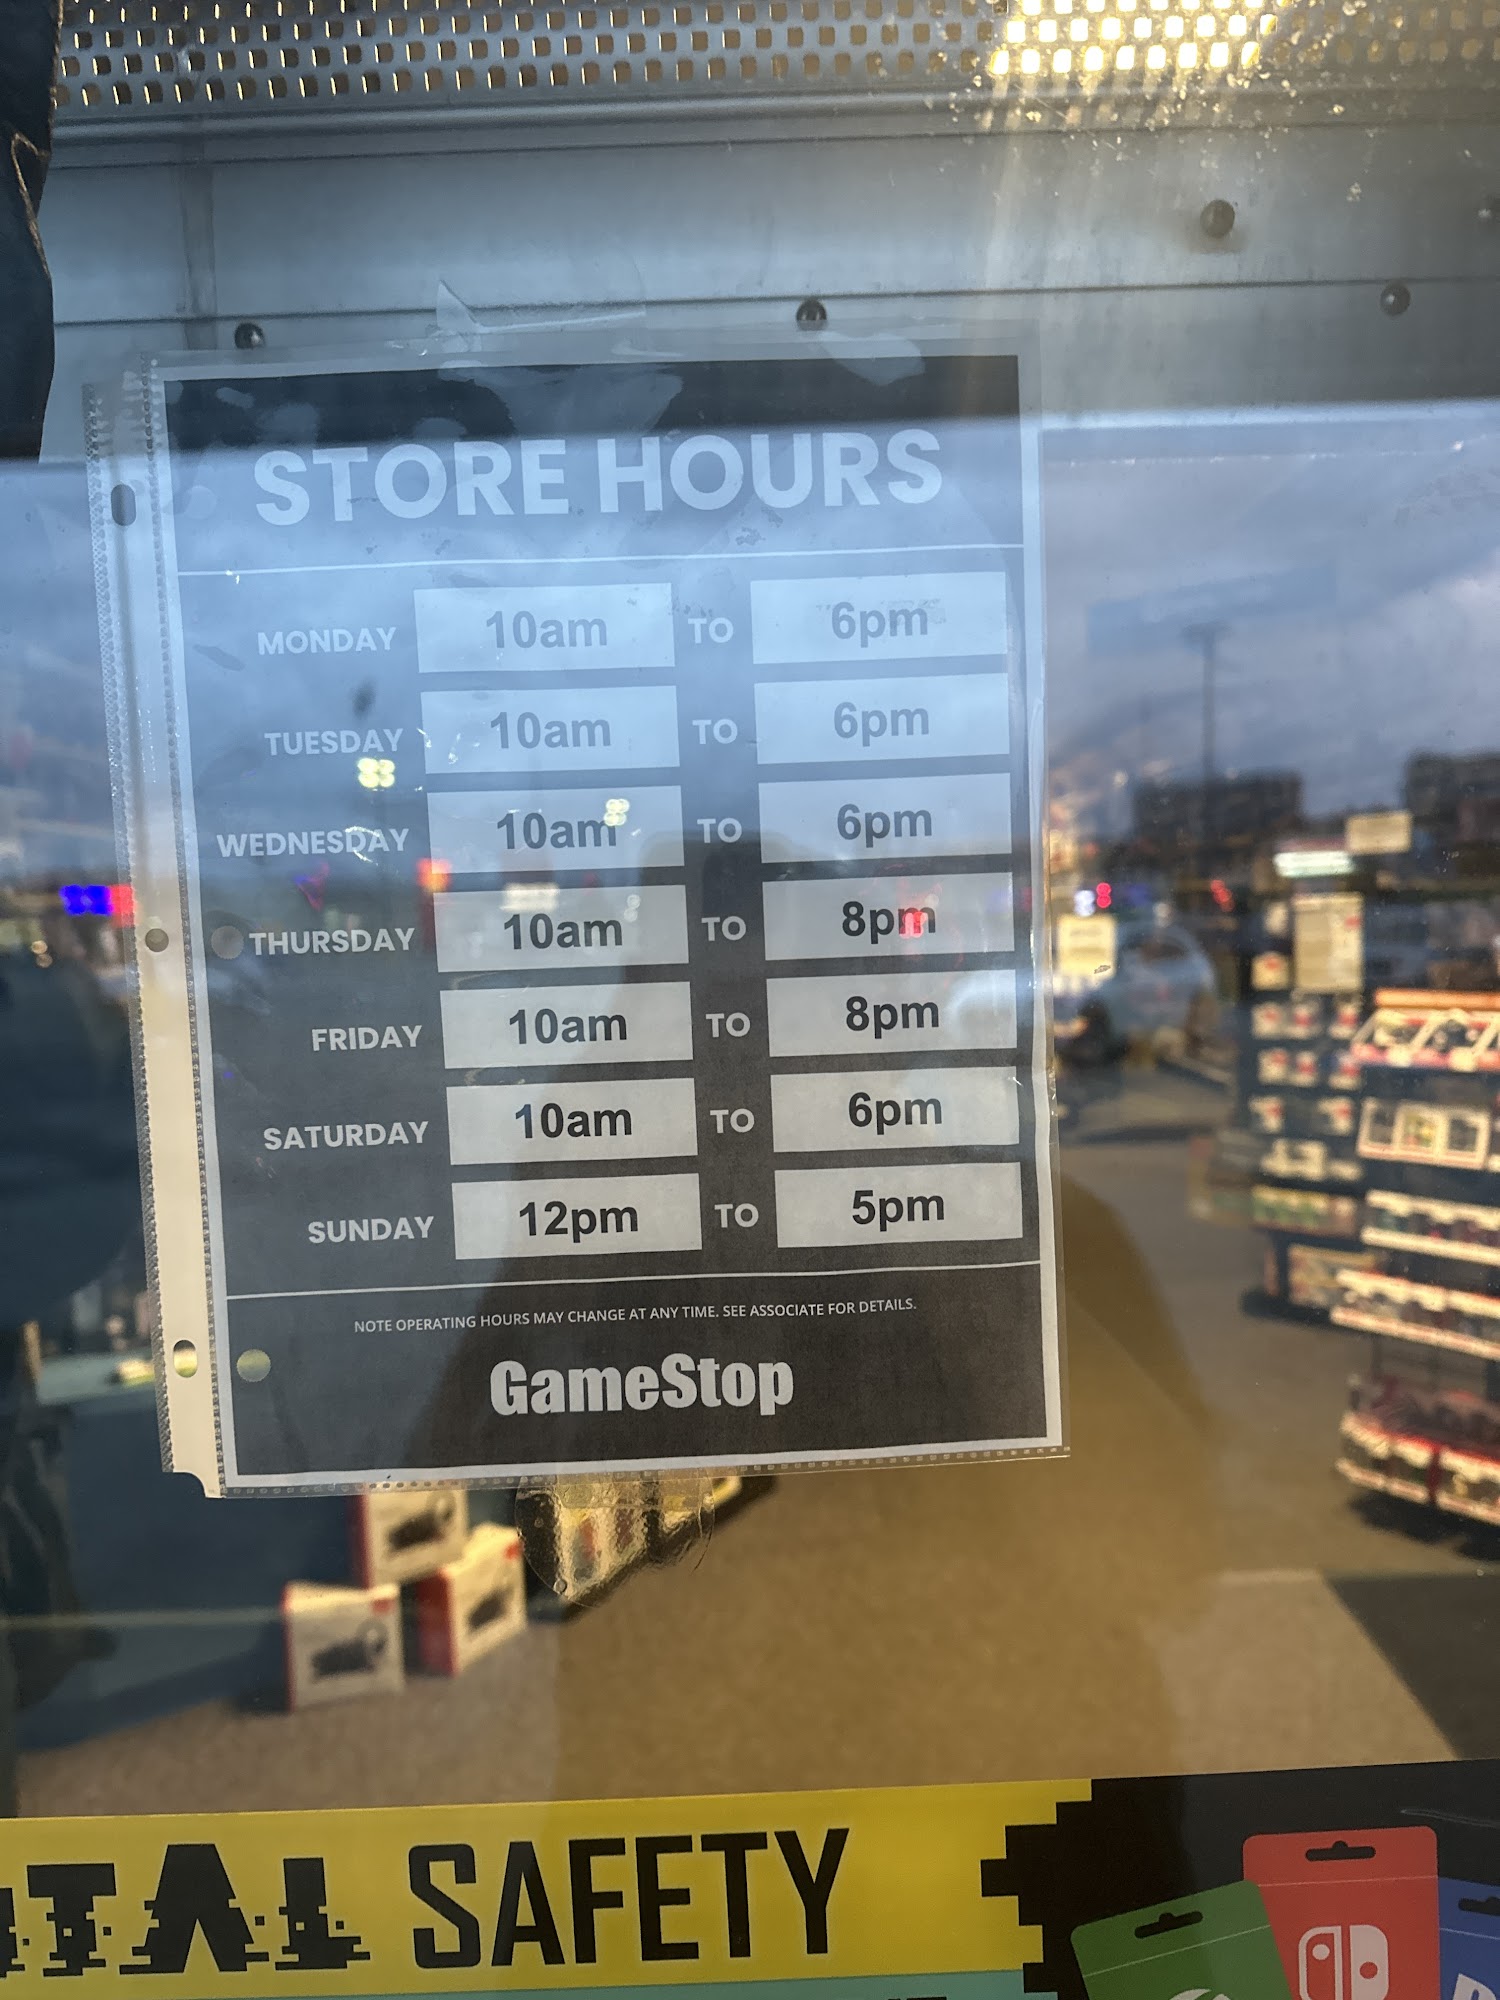 STORE HOURS
MONDAY 10am TO 6pm
TUESDAY 10am TO 6pm
WEDNESDAY 10am TO 6pm
THURSDAY 10am TO 8pm
FRIDAY 10am TO 8pm
SATURDAY 10am TO 6pm
SUNDAY 12pm TO 5pm
NOTE OPERATING HOURS MAY CHANGE AT ANY TIME. SEE ASSOCIATE FOR DETAILS.
GameStop
ITAL SAFETY